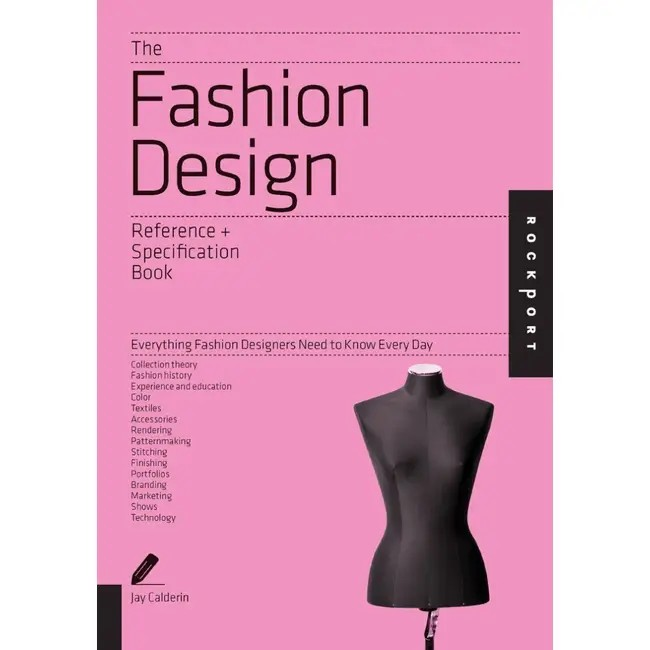 The
Fashion
Design
Reference +
Specification
Book
ROCKPORT
Everything Fashion Designers Need to Know Every Day
Collection theory
Fashion history
Experience and education
Color
Textiles
Accessories
Rendering
Patternmaking
Stitching
Finishing
Portfolios
Branding
Marketing
Shows
Technology
Jay Calderin